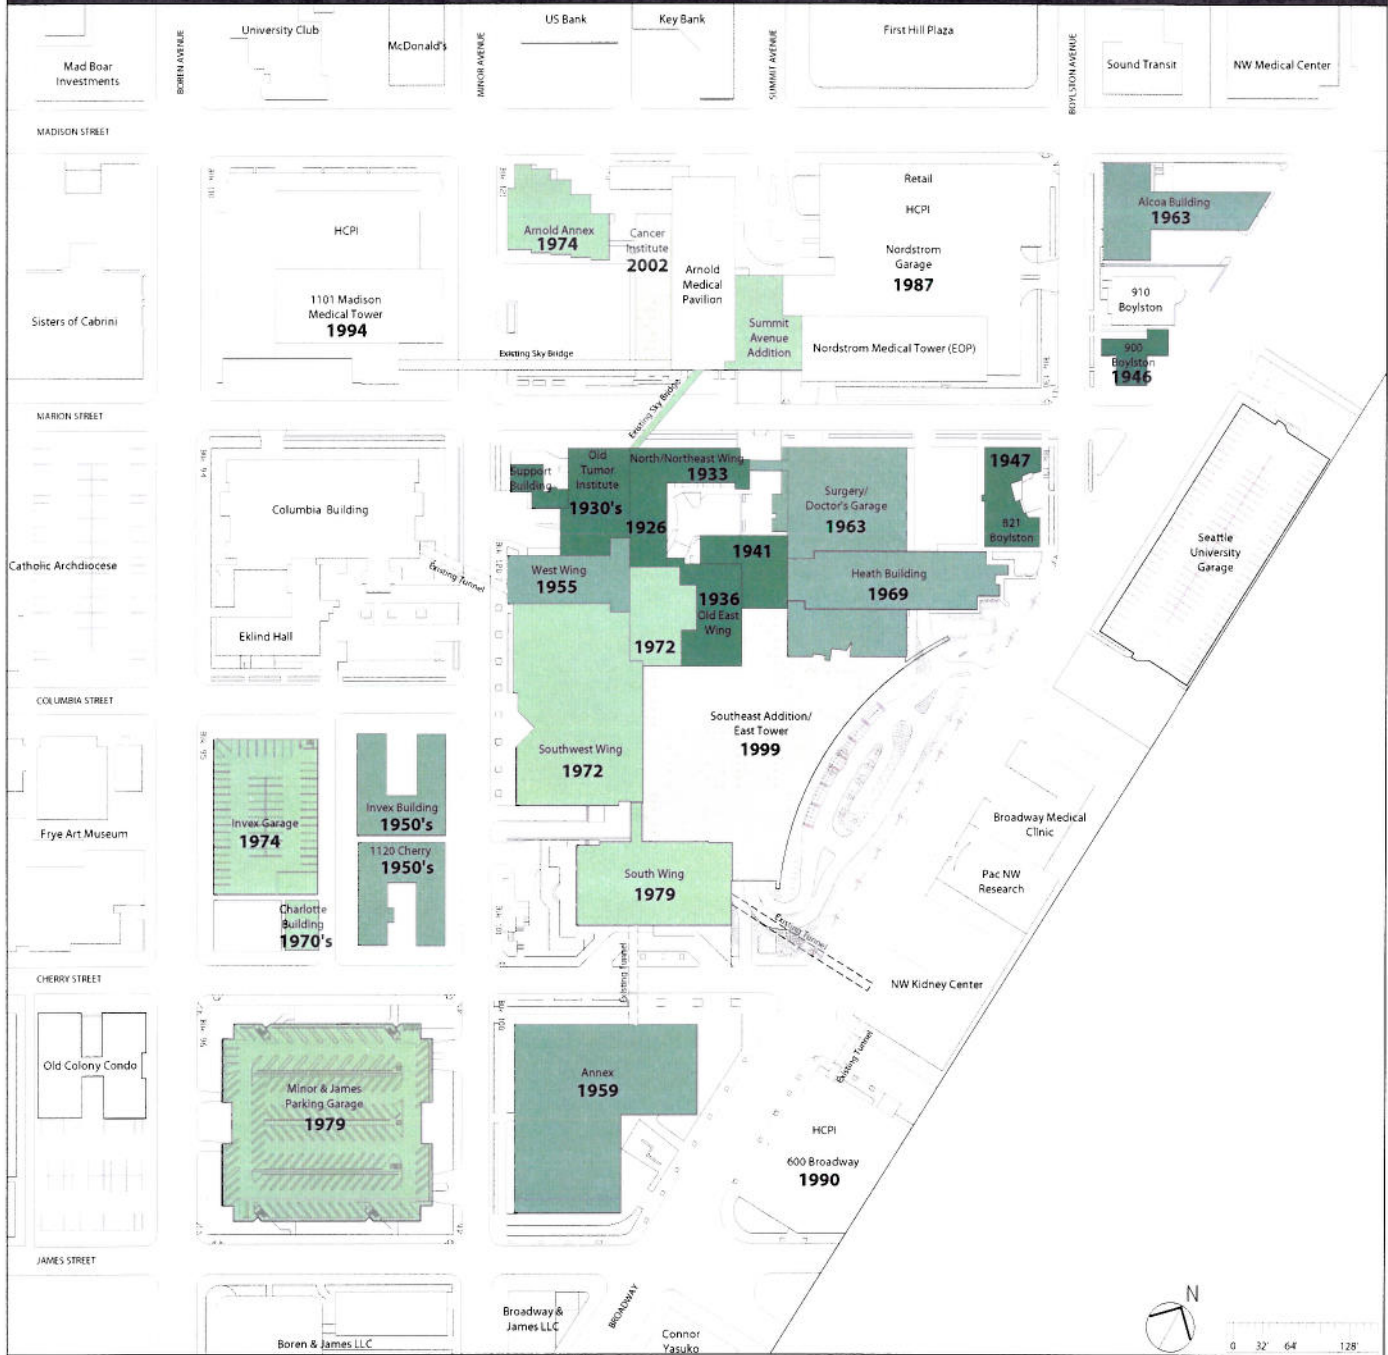 US Bank
Key Bank
University Club
First Hill Plaza
McDonald's
Mad Boar
Investments
BOREN AVENUE
MINOR AVENUE
SUMMIT AVENUE
BOYLSTON AVENUE
Sound Transit
NW Medical Center
MADISON STREET
HCPI
1101 Madison
Medical Tower
1994
Arnold Annex
1974
Cancer
Institute
2002
Arnold
Medical
Pavilion
Retail
HCPI
Nordstrom
Garage
1987
Alcoa Building
1963
910
Boylston
900
Boylston
1946
Sisters of Cabrini
Summit
Avenue
Addition
Nordstrom Medical Tower (EOP)
Existing Sky Bridge
Existing Sky Bridge
MARION STREET
Support
Building
Old
Tumor
Institute
1930's
North/Northeast Wing
1933
1926
Surgery/
Doctor's Garage
1963
1947
821
Boylston
Columbia Building
Seattle
University
Garage
Catholic Archdiocese
Existing Tunnel
West Wing
1955
1941
1936
Old East
Wing
Heath Building
1969
Eklind Hall
1972
COLUMBIA STREET
Southeast Addition/
East Tower
1999
Southwest Wing
1972
Invex Garage
1974
Invex Building
1950's
1120 Cherry
1950's
Frye Art Museum
Broadway Medical
Clinic
Pac NW
Research
South Wing
1979
Charlotte
Building
1970's
Existing Tunnel
Existing Tunnel
CHERRY STREET
NW Kidney Center
Old Colony Condo
Minor & James
Parking Garage
1979
Annex
1959
Existing Tunnel
HCPI
600 Broadway
1990
JAMES STREET
Boren & James LLC
Broadway &
James LLC
BROADWAY
Connor
Yasuko
N
0 32' 64' 128'